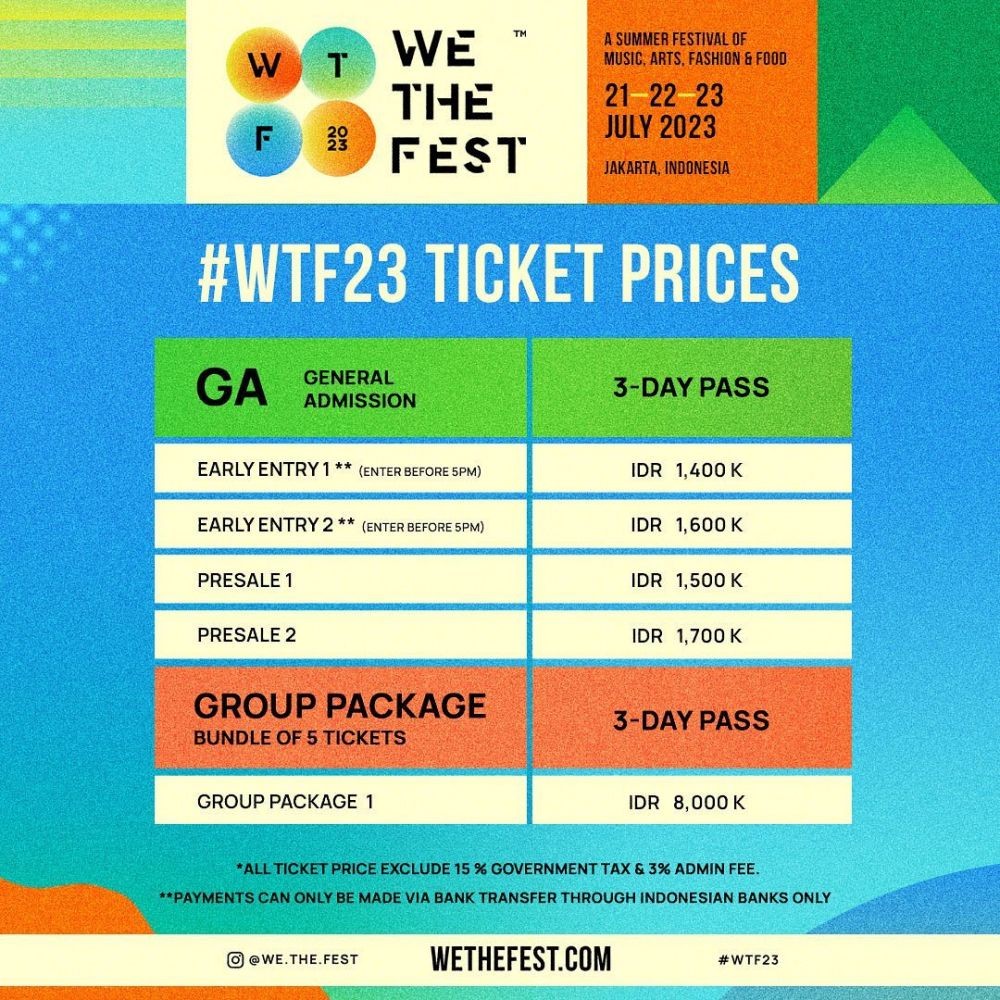 W T
F 20
23
WE ™
THE
FEST
A SUMMER FESTIVAL OF
MUSIC, ARTS, FASHION & FOOD
21—22—23
JULY 2023
JAKARTA, INDONESIA
#WTF23 TICKET PRICES
GA GENERAL
ADMISSION
3-DAY PASS
EARLY ENTRY 1 ** (ENTER BEFORE 5PM) IDR 1,400 K
EARLY ENTRY 2 ** (ENTER BEFORE 5PM) IDR 1,600 K
PRESALE 1 IDR 1,500 K
PRESALE 2 IDR 1,700 K
GROUP PACKAGE
BUNDLE OF 5 TICKETS
3-DAY PASS
GROUP PACKAGE 1 IDR 8,000 K
*ALL TICKET PRICE EXCLUDE 15 % GOVERNMENT TAX & 3% ADMIN FEE.
**PAYMENTS CAN ONLY BE MADE VIA BANK TRANSFER THROUGH INDONESIAN BANKS ONLY
@WE.THE.FEST WETHEFEST.COM #WTF23